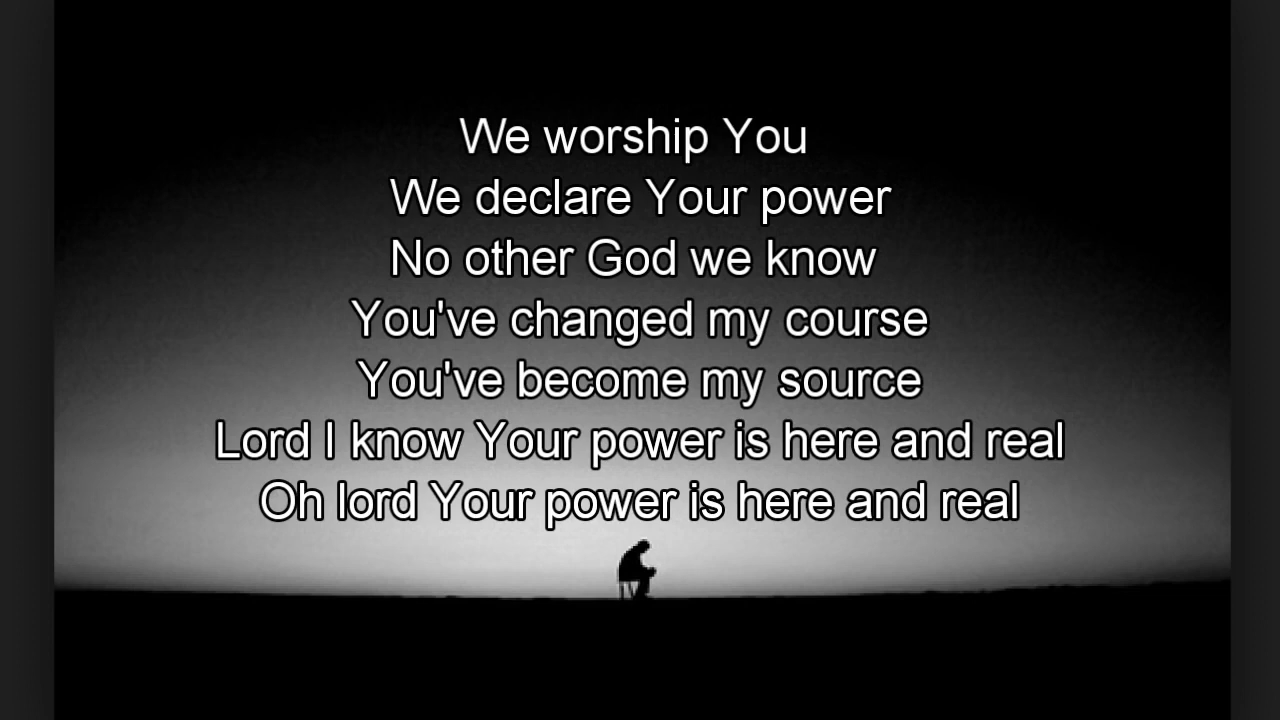 We worship You
We declare Your power
No other God we know
You've changed my course
You've become my source
Lord I know Your power is here and real
Oh lord Your power is here and real